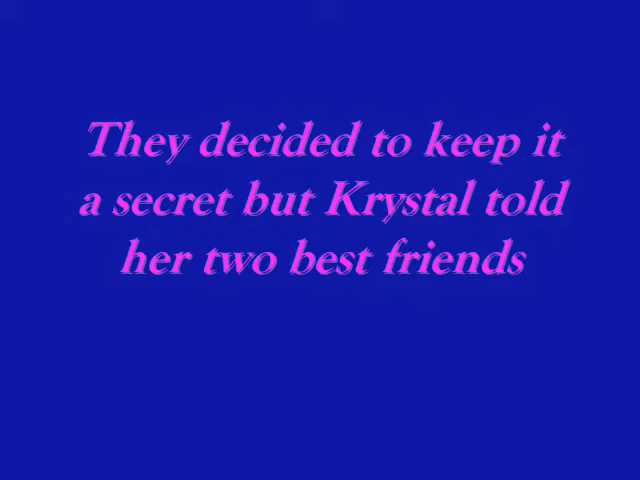 They decided to keep it
a secret but Krystal told
her two best friends